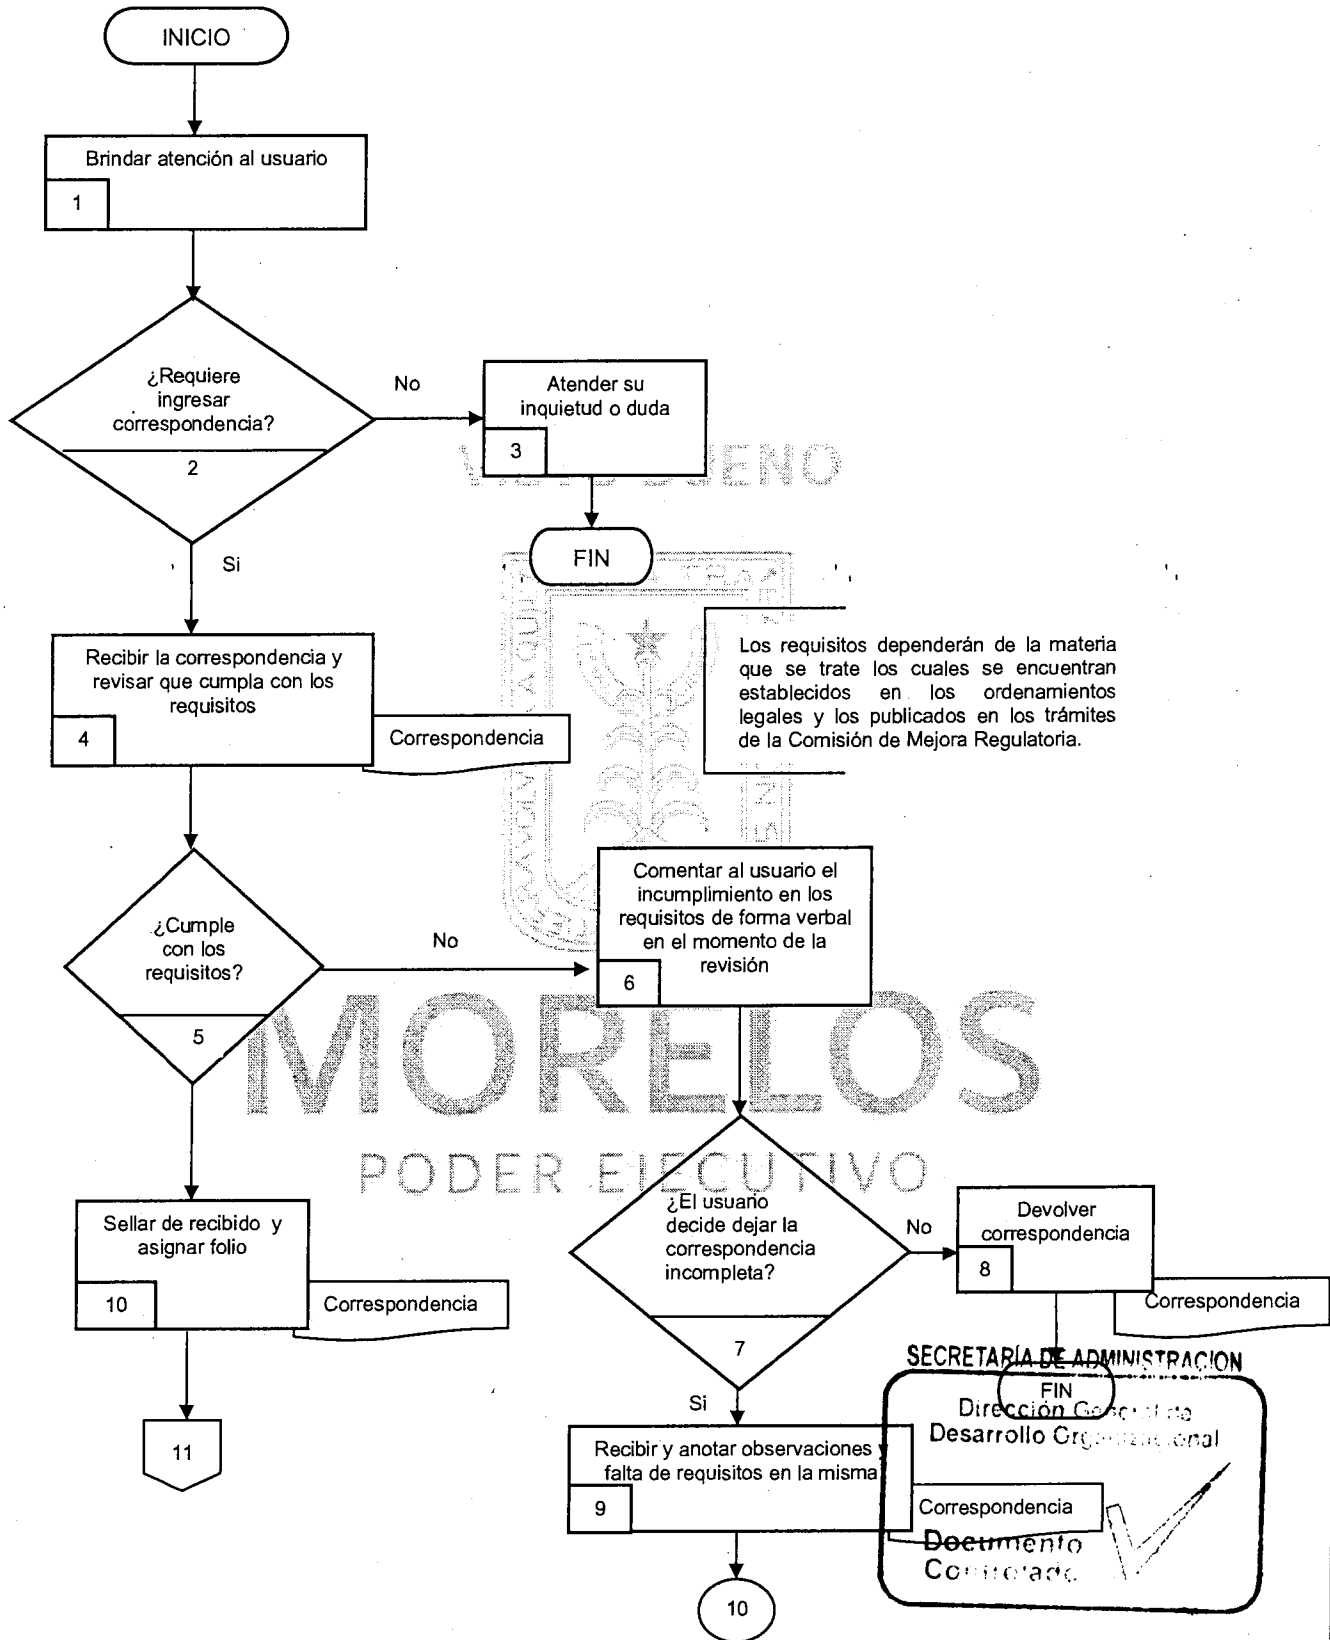 INICIO
Brindar atención al usuario
1
¿Requiere
ingresar
correspondencia?
2
No
Atender su
inquietud o duda
3
FIN
Si
Recibir la correspondencia y
revisar que cumpla con los
requisitos
4
Correspondencia
Los requisitos dependerán de la materia
que se trate los cuales se encuentran
establecidos en los ordenamientos
legales y los publicados en los trámites
de la Comisión de Mejora Regulatoria.
¿Cumple
con los
requisitos?
5
No
Comentar al usuario el
incumplimiento en los
requisitos de forma verbal
en el momento de la
revisión
6
MORELOS
PODER EJECUTIVO
¿El usuario
decide dejar la
correspondencia
incompleta?
7
No
Devolver
correspondencia
8
Correspondencia
FIN
Sellar de recibido y
asignar folio
10
Correspondencia
11
Si
Recibir y anotar observaciones y
falta de requisitos en la misma
9
Correspondencia
10
SECRETARÍA DE ADMINISTRACION
Dirección General de
Desarrollo Organizacional
Documento
Controlado